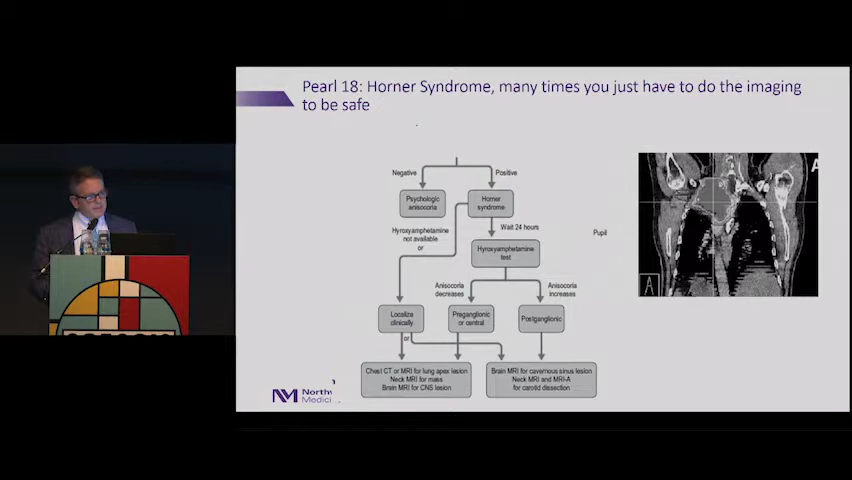 Pearl 18: Horner Syndrome, many times you just have to do the imaging
to be safe
Negative
Positive
Psychologic
anisocoria
Horner
syndrome
Hyroxyamphetamine
not available
or
Wait 24 hours
Hyroxyamphetamine
test
Pupil
Anisocoria
decreases
Anisocoria
increases
Localize
clinically
Preganglionic
or central
Postganglionic
or
Chest CT or MRI for lung apex lesion
Neck MRI for mass
Brain MRI for CNS lesion
Brain MRI for cavernous sinus lesion
Neck MRI and MRI-A
for carotid dissection
A
A
NM